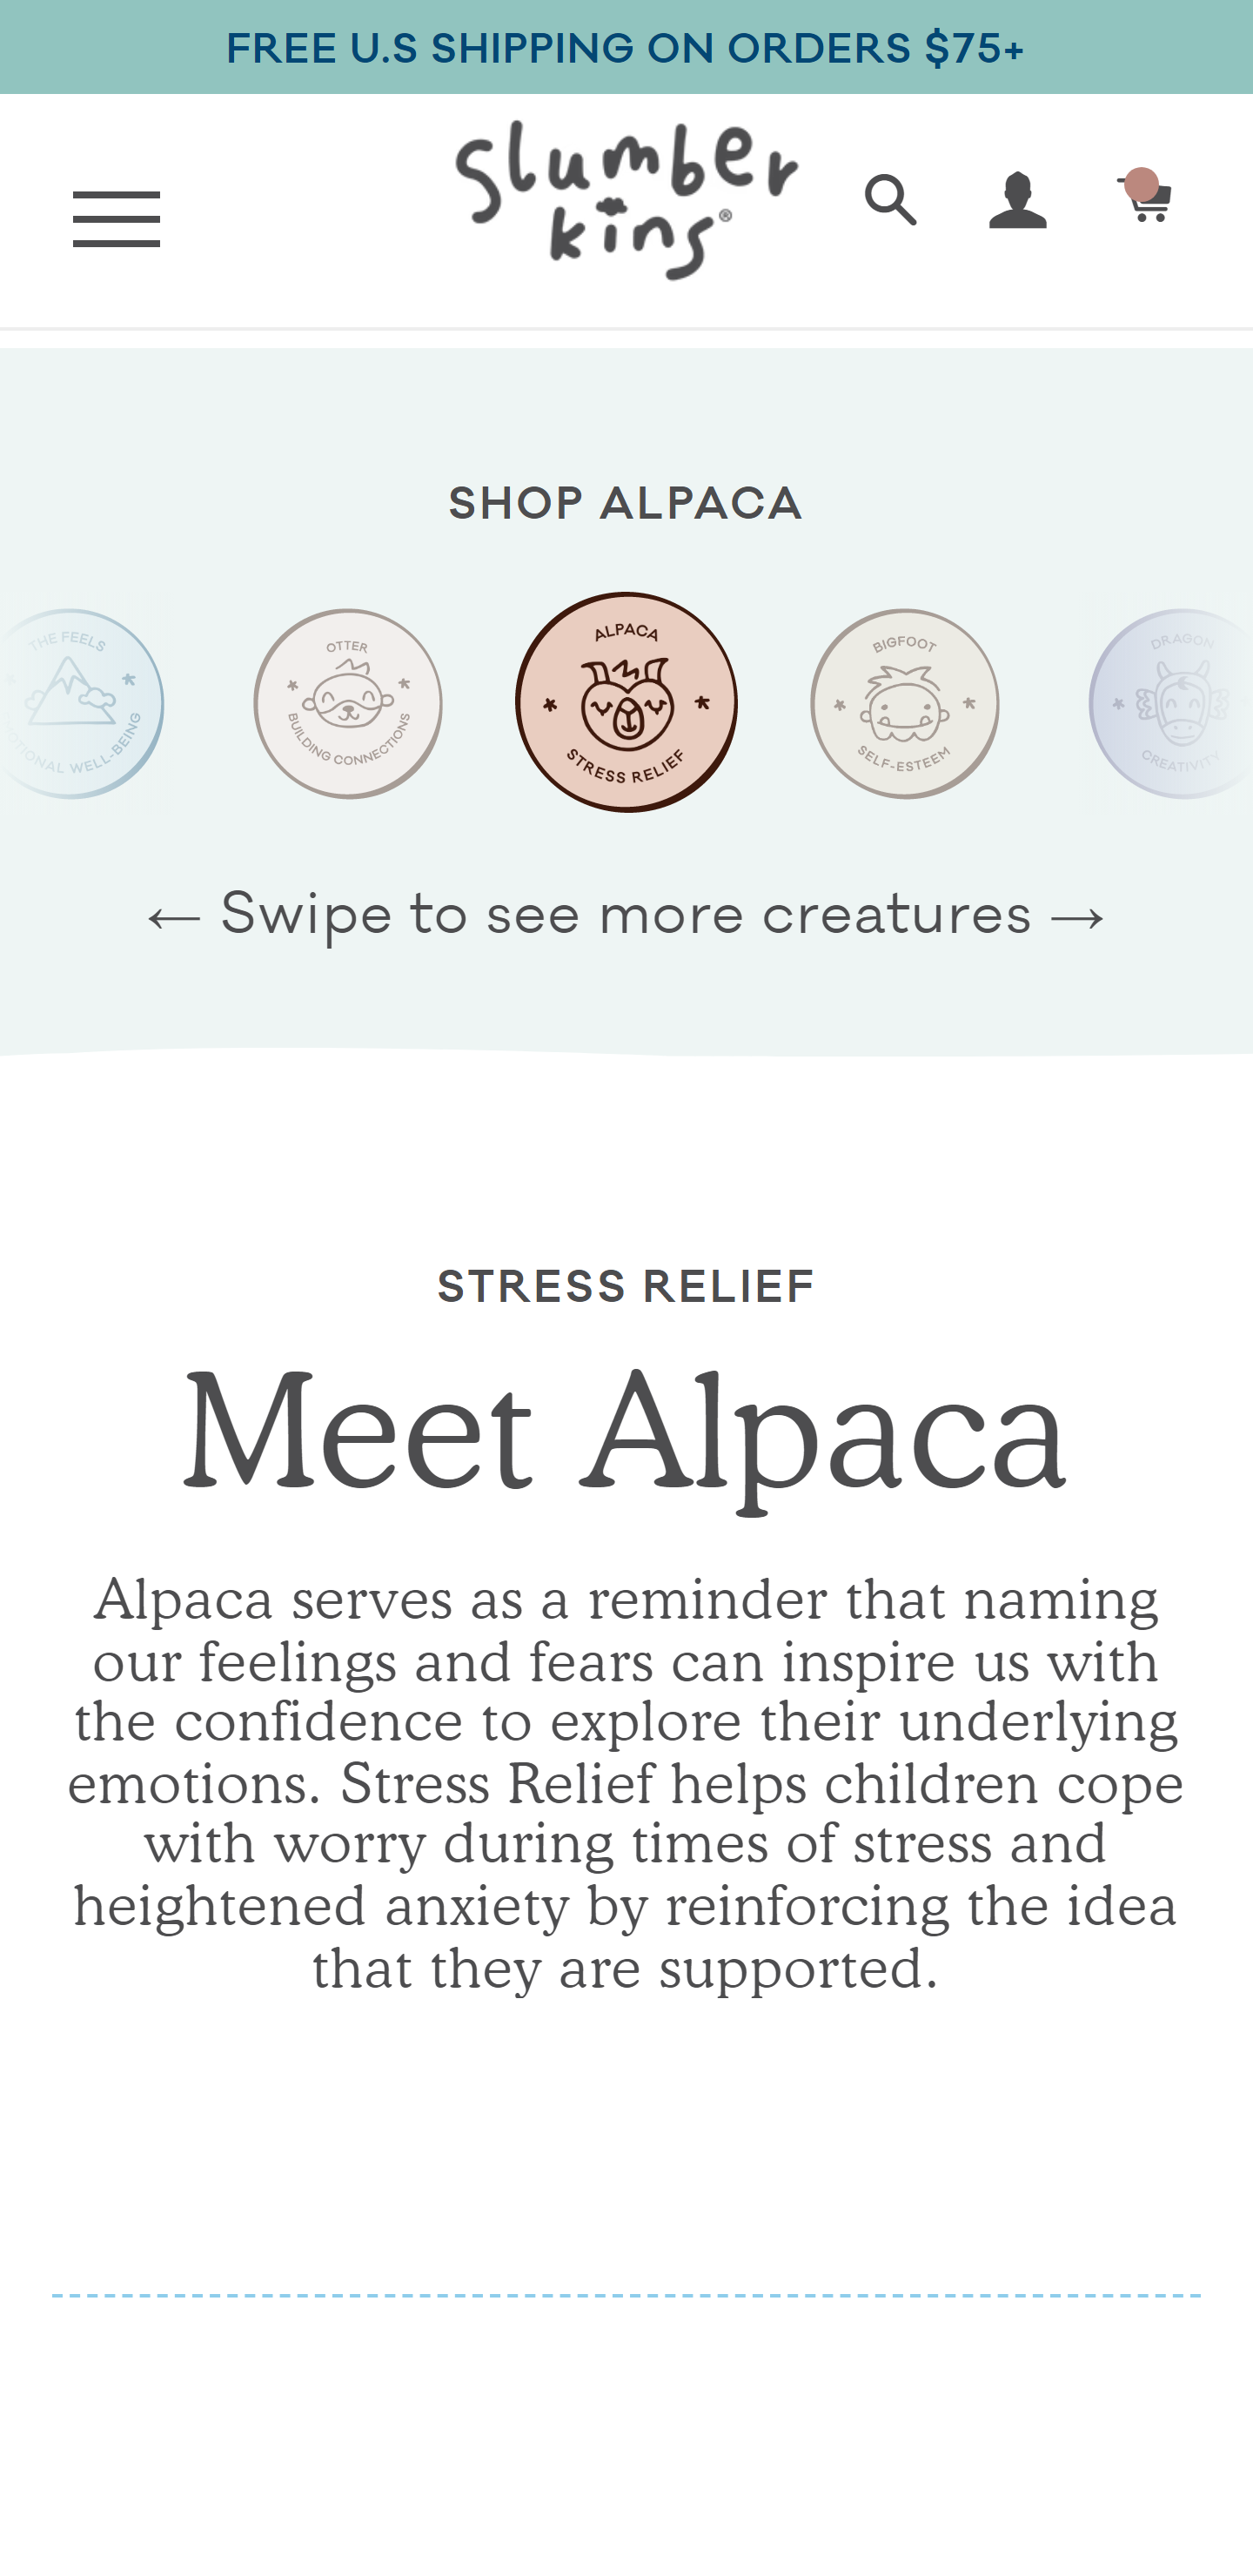 FREE U.S SHIPPING ON ORDERS $75+
Slumber
kins®
SHOP ALPACA
THE FEELS
WELL-BEING
OTTER
BUILDING CONNECTIONS
ALPACA
STRESS RELIEF
BIGFOOT
SELF-ESTEEM
DRAGON
CREATIVITY
← Swipe to see more creatures →
STRESS RELIEF
Meet Alpaca
Alpaca serves as a reminder that naming
our feelings and fears can inspire us with
the confidence to explore their underlying
emotions. Stress Relief helps children cope
with worry during times of stress and
heightened anxiety by reinforcing the idea
that they are supported.